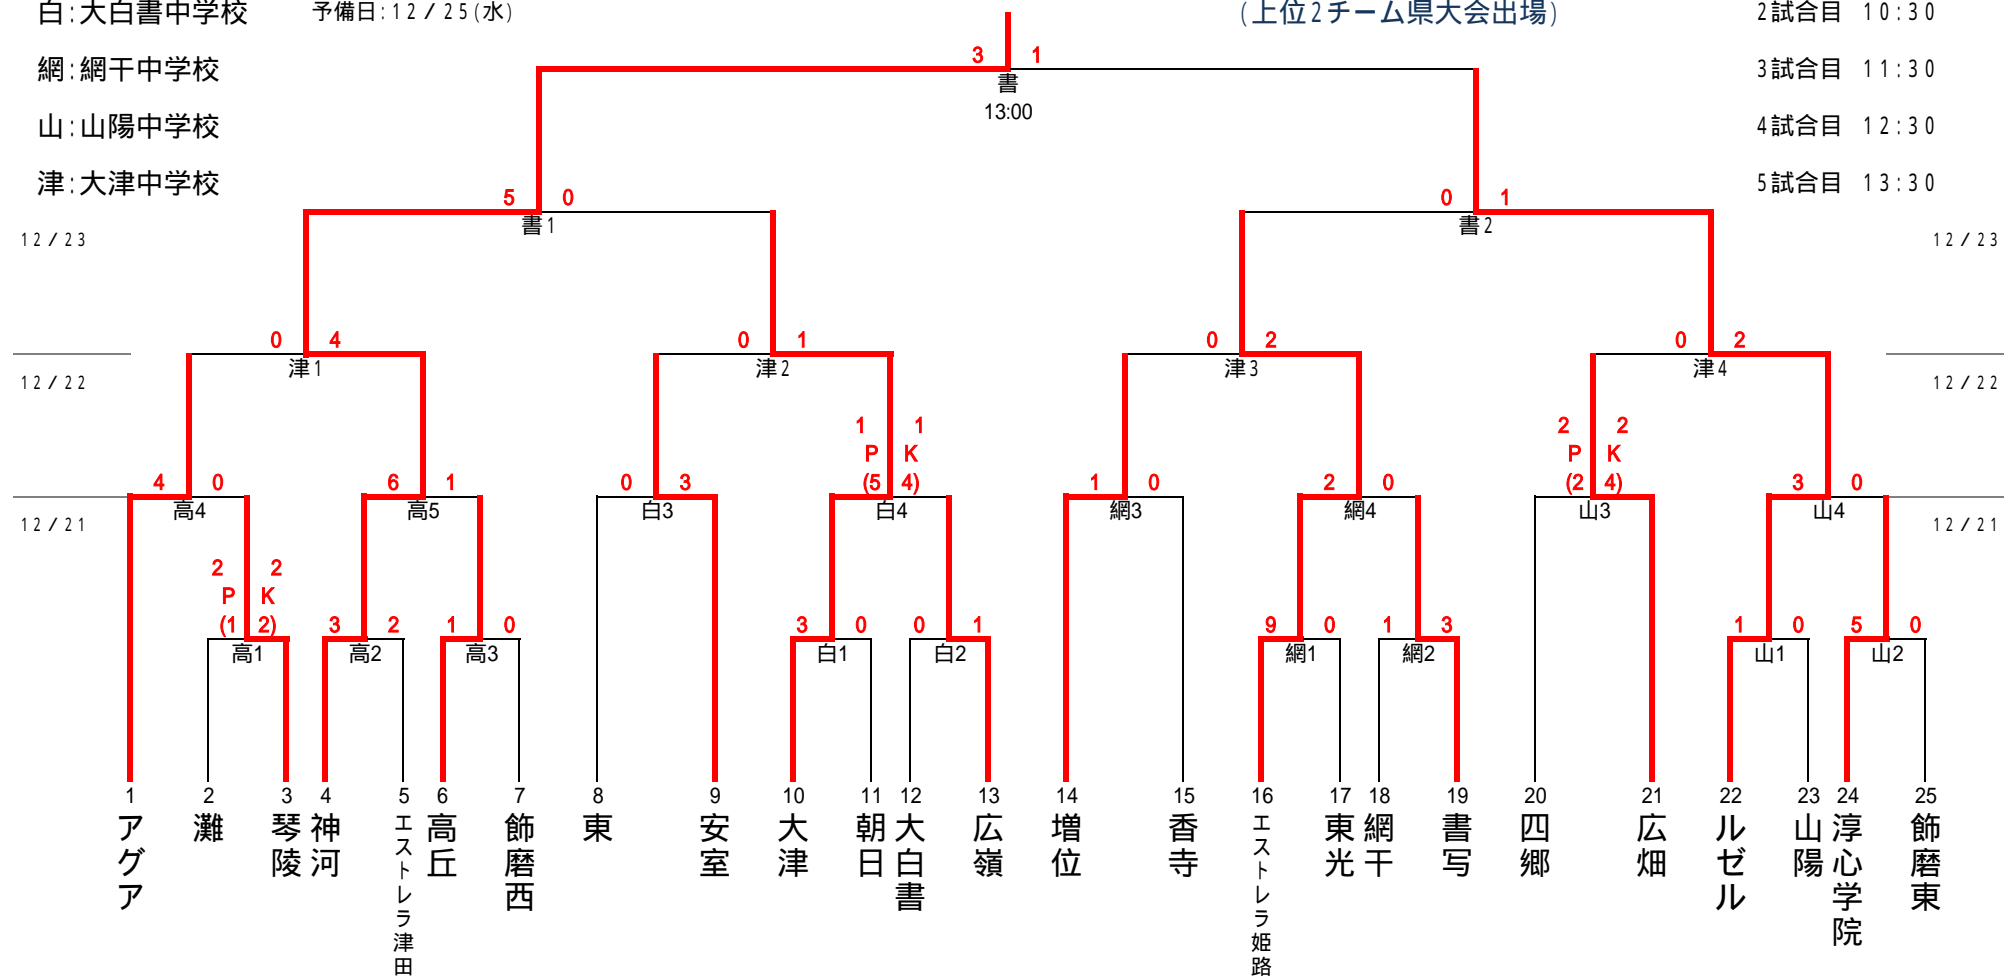 白:大白書中学校 予備日:12/25(水) (上位2チーム県大会出場) 2試合目 10:30
3 1
網:網干中学校 3試合目 11:30
書
13:00
山:山陽中学校 4試合目 12:30
津:大津中学校 5試合目 13:30
5 0 0 1
書1 書2
12/23 12/23
0 4 0 1 0 2 0 2
津1 津2 津3 津4
12/22 12/22
1 1 2 2
P K P K
4 0 6 1 0 3 (5 4) 1 0 2 0 (2 4) 3 0
高4 高5 白3 白4 網3 網4 山3 山4
12/21 12/21
2 2
P K
(1 2) 3 2 1 0 3 0 0 1 9 0 1 3 1 0 5 0
高1 高2 高3 白1 白2 網1 網2 山1 山2
1 2 3 4 5 6 7 8 9 10 11 12 13 14 15 16 17 18 19 20 21 22 23 24 25
アグア
灘
琴陵
神河
エストレラ津田
高丘
飾磨西
東
安室
大津
朝日
大白書
広嶺
増位
香寺
エストレラ姫路
東光
網干
書写
四郷
広畑
ルゼル
山陽
淳心学院
飾磨東